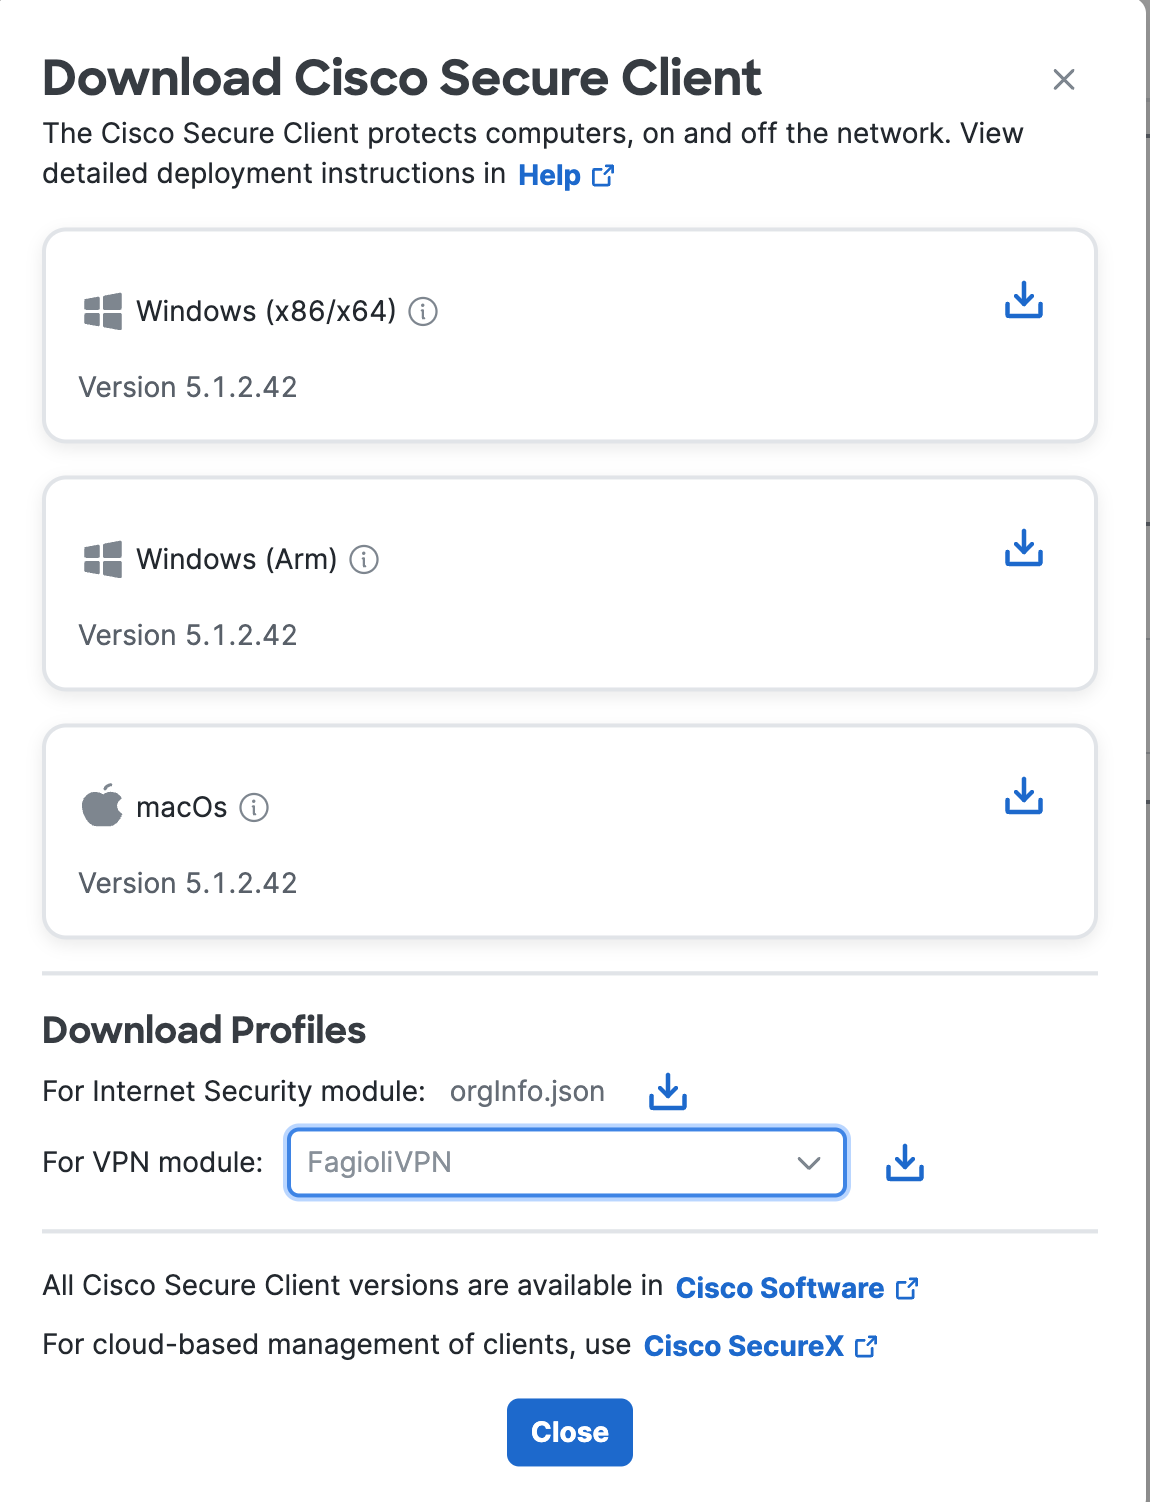 Download Cisco Secure Client
The Cisco Secure Client protects computers, on and off the network. View
detailed deployment instructions in Help
Windows (x86/x64)
Version 5.1.2.42
Windows (Arm)
Version 5.1.2.42
macOs
Version 5.1.2.42
Download Profiles
For Internet Security module: orgInfo.json
For VPN module: FagioliVPN
All Cisco Secure Client versions are available in Cisco Software
For cloud-based management of clients, use Cisco SecureX
Close